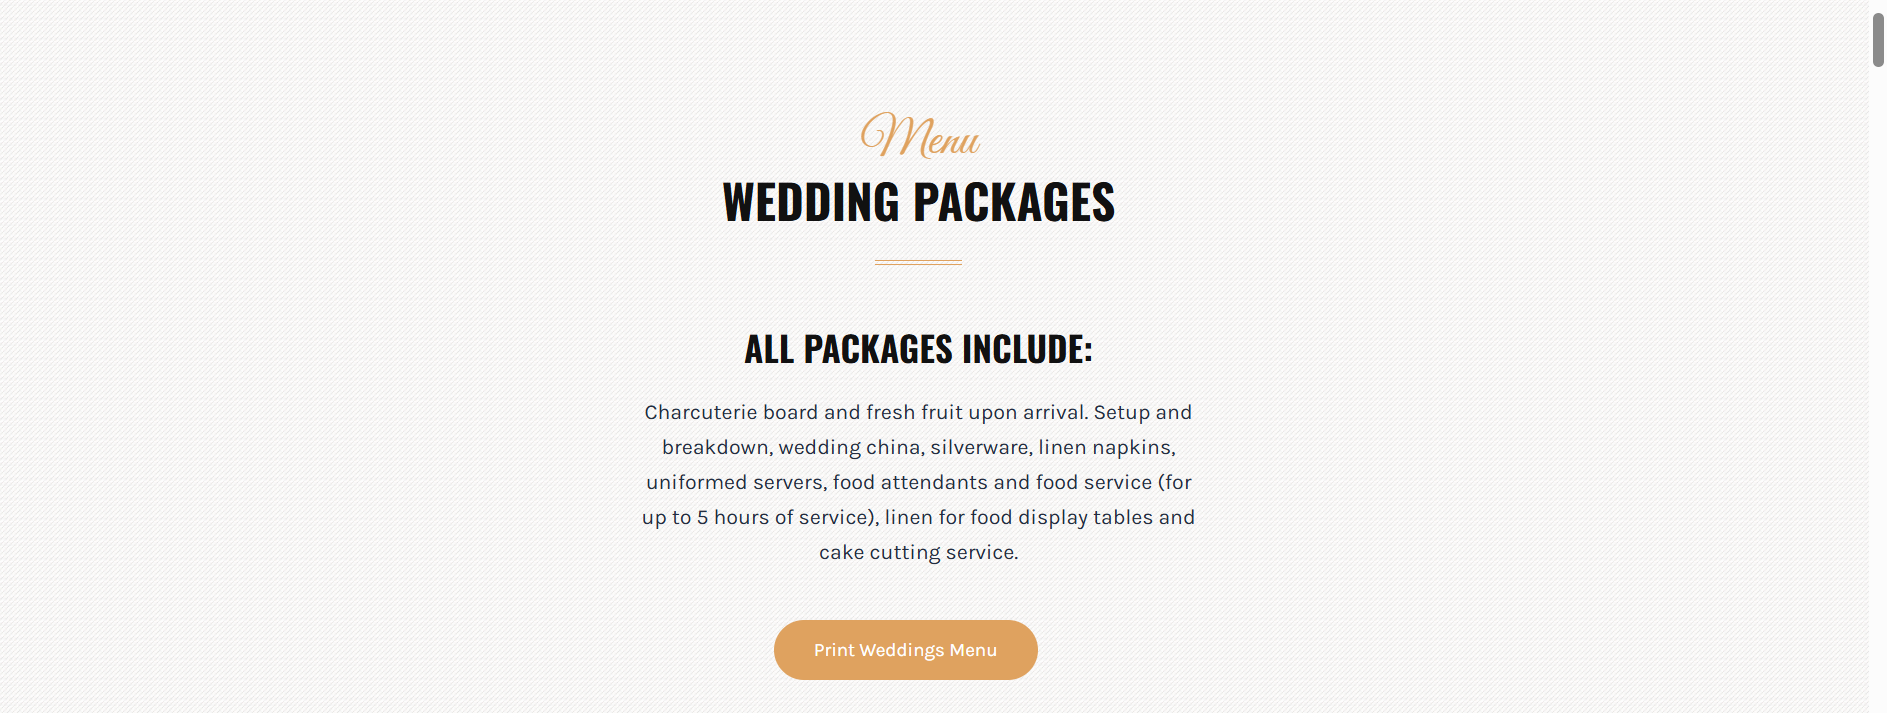 Menu
WEDDING PACKAGES
ALL PACKAGES INCLUDE:
Charcuterie board and fresh fruit upon arrival. Setup and
breakdown, wedding china, silverware, linen napkins,
uniformed servers, food attendants and food service (for
up to 5 hours of service), linen for food display tables and
cake cutting service.
Print Weddings Menu